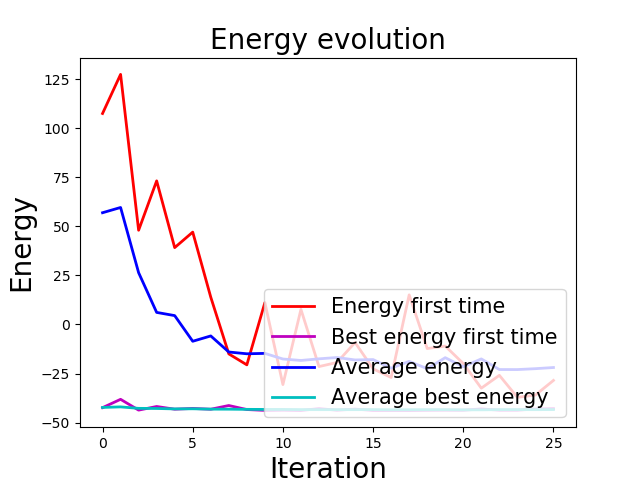 Energy evolution
125
100
75
50
25
0
−25
−50
Energy
Energy first time
Best energy first time
Average energy
Average best energy
0 5 10 15 20 25
Iteration